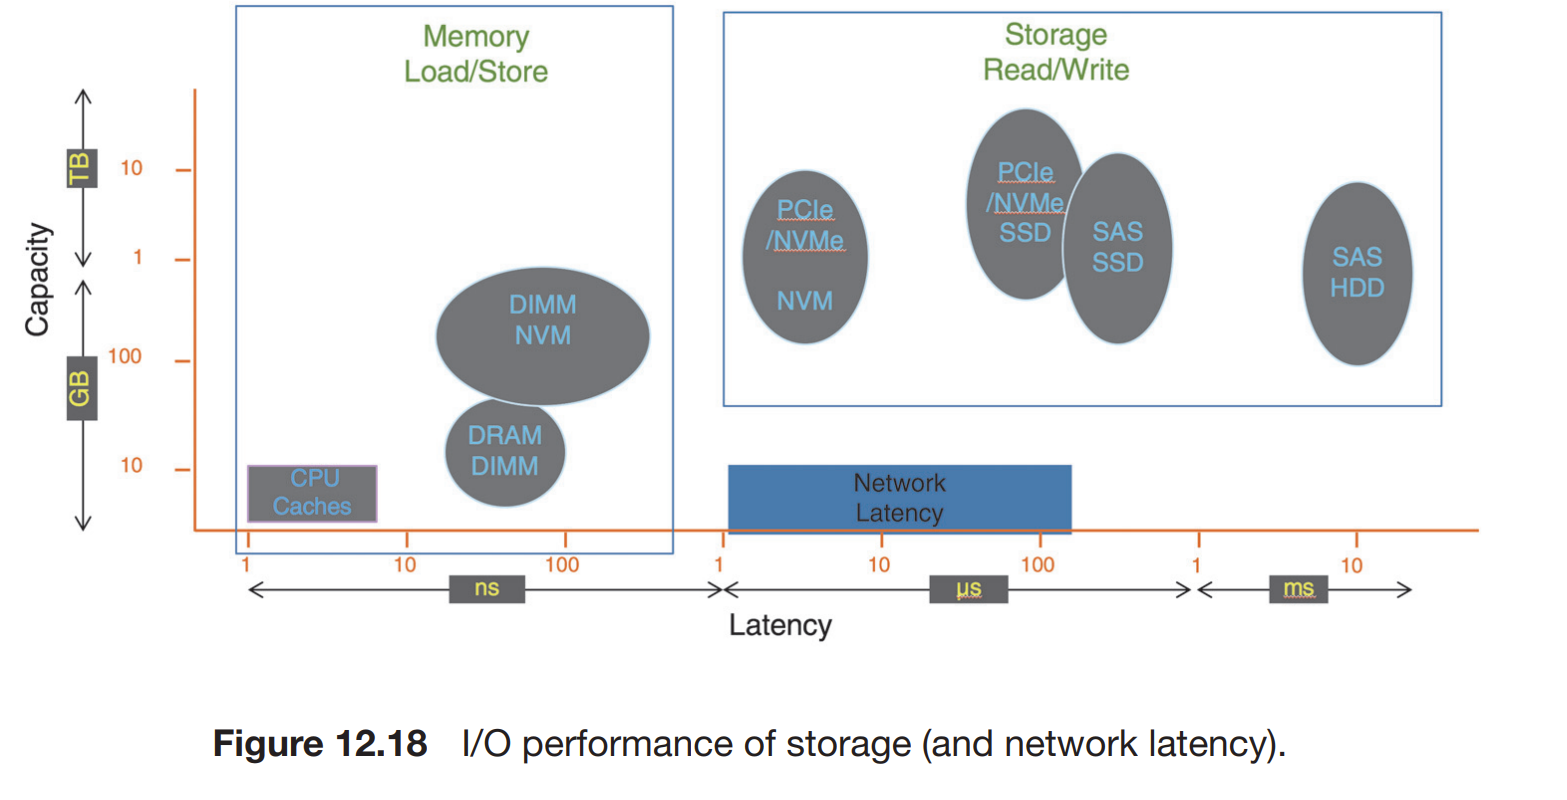 Memory
Load/Store
Storage
Read/Write
Capacity
TB
GB
10
1
100
10
PCIe
/NVMe
NVM
PCIe
/NVMe
SSD
SAS
SSD
SAS
HDD
DIMM
NVM
DRAM
DIMM
CPU
Caches
Network
Latency
1
10
100
1
10
100
1
10
ns
µs
ms
Latency
Figure 12.18 I/O performance of storage (and network latency).